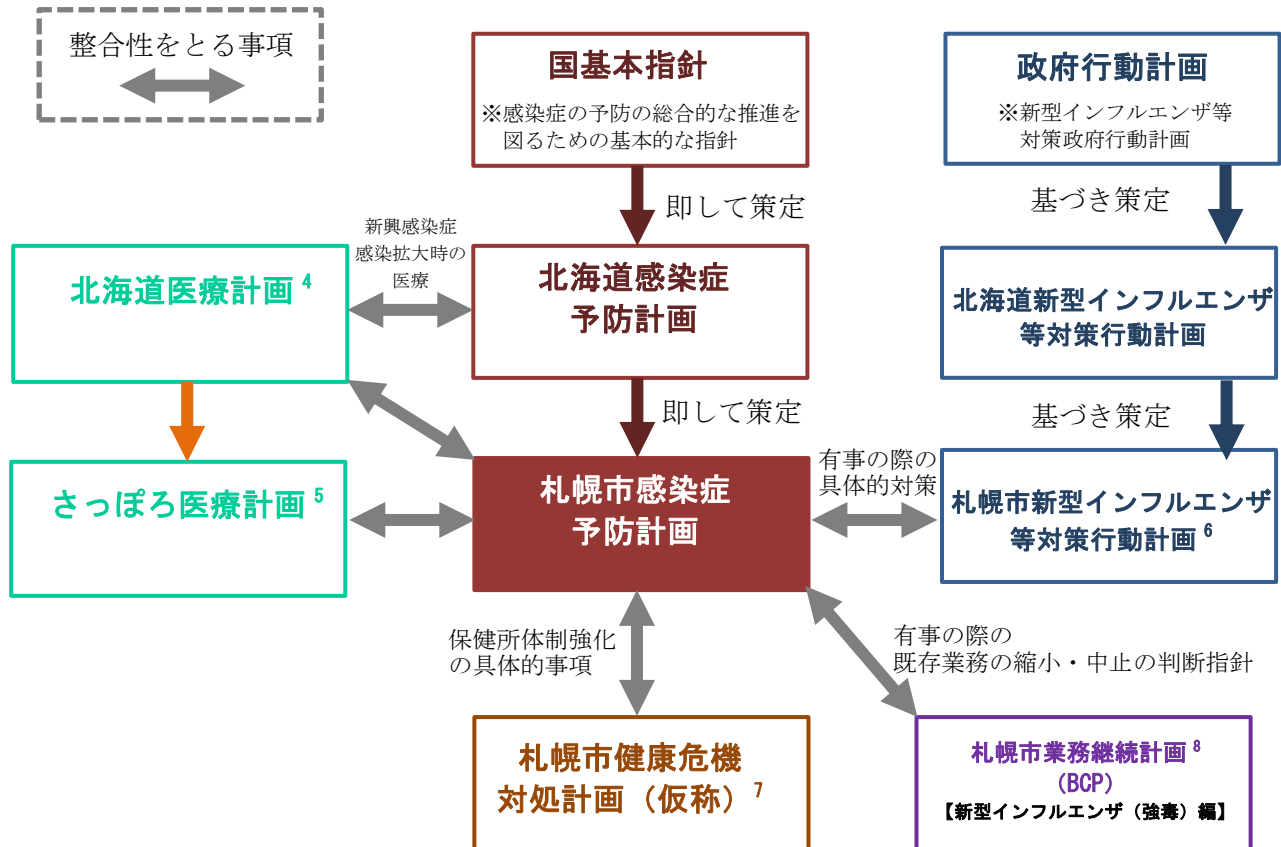 整合性をとる事項
国基本指針
※感染症の予防の総合的な推進を
図るための基本的な指針
政府行動計画
※新型インフルエンザ等
対策政府行動計画
即して策定
基づき策定
新興感染症
感染拡大時の
医療
北海道医療計画 4
北海道感染症
予防計画
北海道新型インフルエンザ
等対策行動計画
即して策定
基づき策定
さっぽろ医療計画 5
札幌市感染症
予防計画
有事の際の
具体的対策
札幌市新型インフルエンザ
等対策行動計画 6
保健所体制強化
の具体的事項
有事の際の
既存業務の縮小・中止の判断指針
札幌市健康危機
対処計画（仮称） 7
札幌市業務継続計画 8
(BCP)
【新型インフルエンザ（強毒）編】